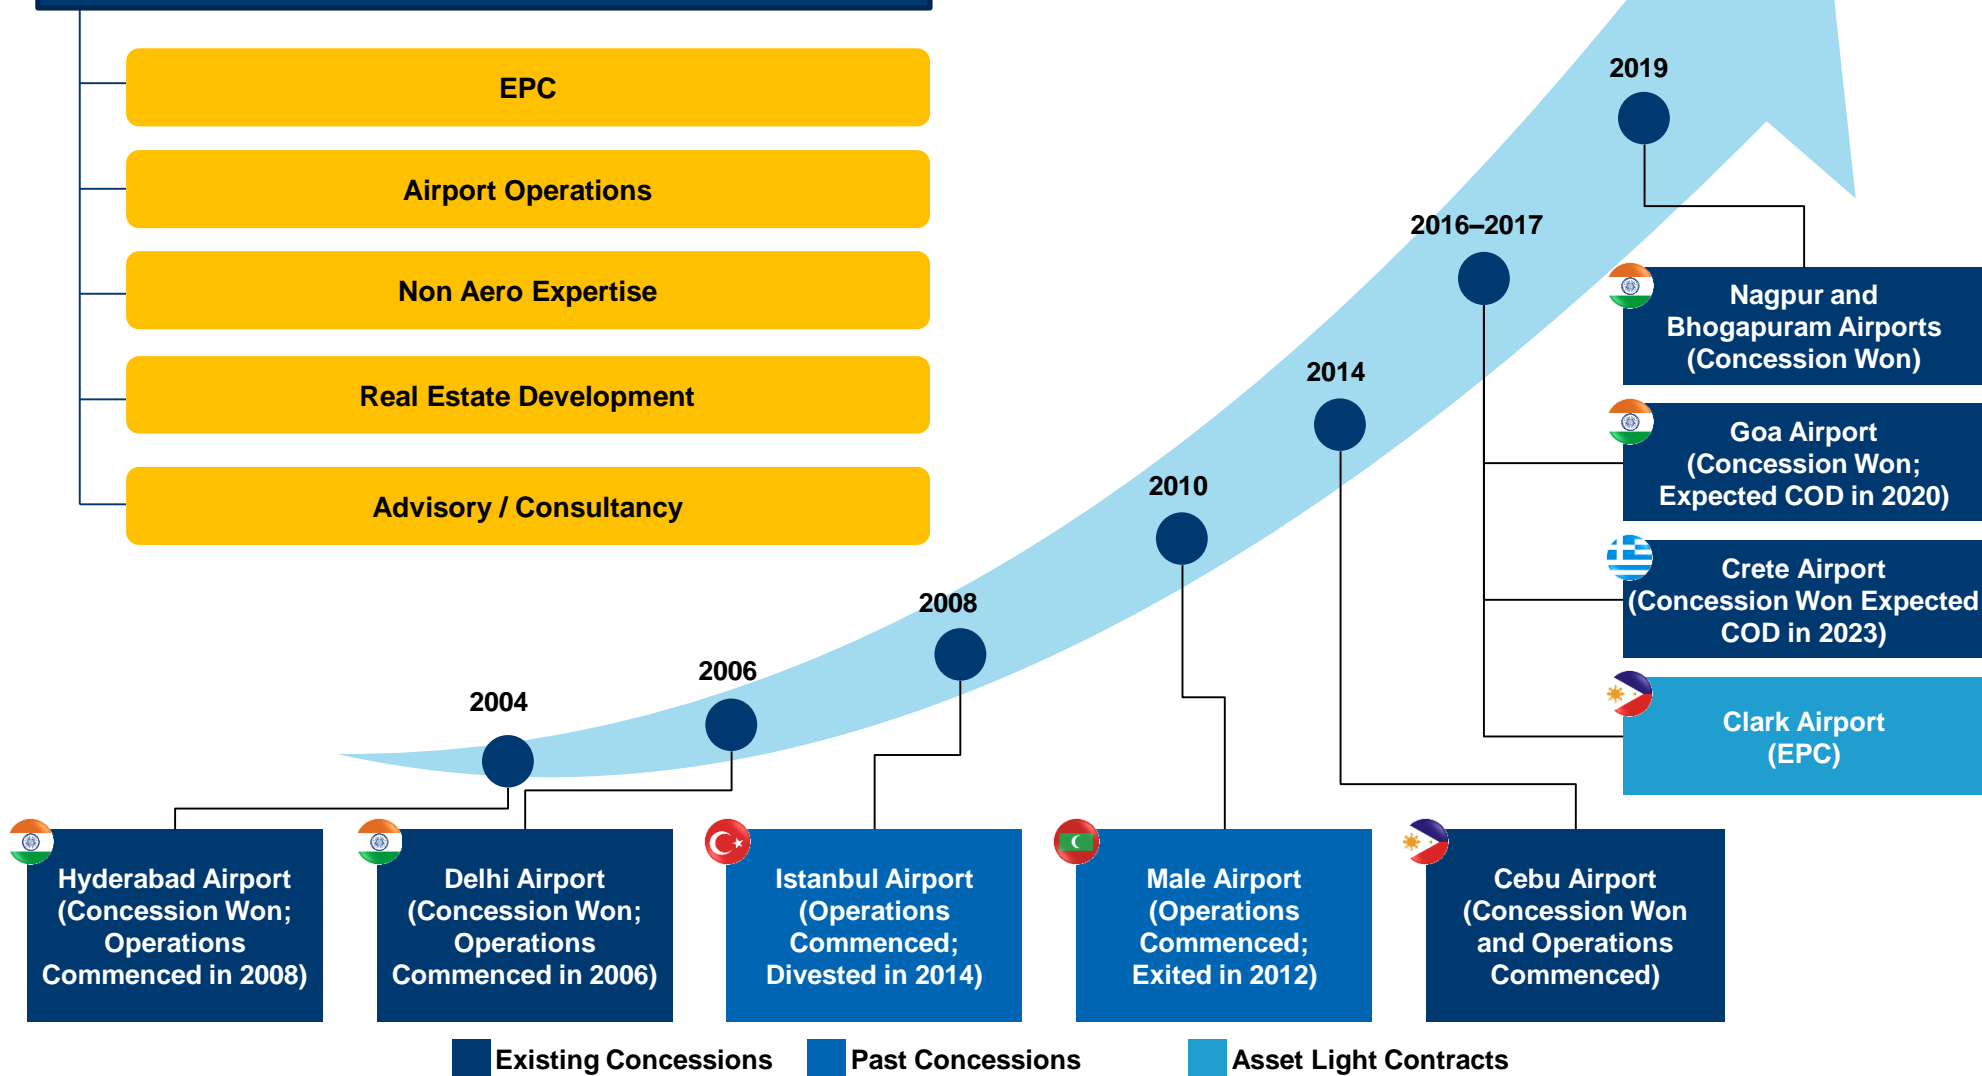 EPC
Airport Operations
Non Aero Expertise
Real Estate Development
Advisory / Consultancy
2004
2006
2008
2010
2014
2016–2017
2019
Nagpur and
Bhogapuram Airports
(Concession Won)
Goa Airport
(Concession Won;
Expected COD in 2020)
Crete Airport
(Concession Won Expected
COD in 2023)
Clark Airport
(EPC)
Hyderabad Airport
(Concession Won;
Operations
Commenced in 2008)
Delhi Airport
(Concession Won;
Operations
Commenced in 2006)
Istanbul Airport
(Operations
Commenced;
Divested in 2014)
Male Airport
(Operations
Commenced;
Exited in 2012)
Cebu Airport
(Concession Won
and Operations
Commenced)
Existing Concessions
Past Concessions
Asset Light Contracts